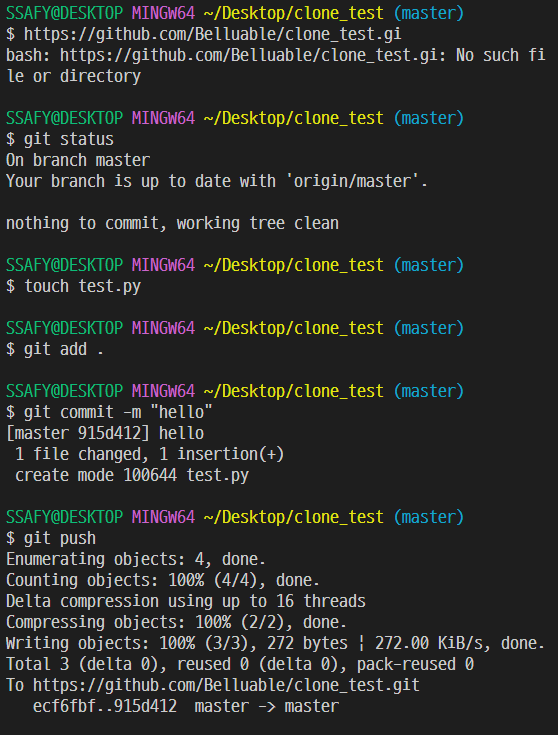 SSAFY@DESKTOP MINGW64 ~/Desktop/clone_test (master)
$ https://github.com/Belluable/clone_test.gi
bash: https://github.com/Belluable/clone_test.gi: No such fi
le or directory

SSAFY@DESKTOP MINGW64 ~/Desktop/clone_test (master)
$ git status
On branch master
Your branch is up to date with 'origin/master'.

nothing to commit, working tree clean

SSAFY@DESKTOP MINGW64 ~/Desktop/clone_test (master)
$ touch test.py

SSAFY@DESKTOP MINGW64 ~/Desktop/clone_test (master)
$ git add .

SSAFY@DESKTOP MINGW64 ~/Desktop/clone_test (master)
$ git commit -m "hello"
[master 915d412] hello
 1 file changed, 1 insertion(+)
 create mode 100644 test.py

SSAFY@DESKTOP MINGW64 ~/Desktop/clone_test (master)
$ git push
Enumerating objects: 4, done.
Counting objects: 100% (4/4), done.
Delta compression using up to 16 threads
Compressing objects: 100% (2/2), done.
Writing objects: 100% (3/3), 272 bytes ¦ 272.00 KiB/s, done.
Total 3 (delta 0), reused 0 (delta 0), pack-reused 0
To https://github.com/Belluable/clone_test.git
   ecf6fbf..915d412  master -> master